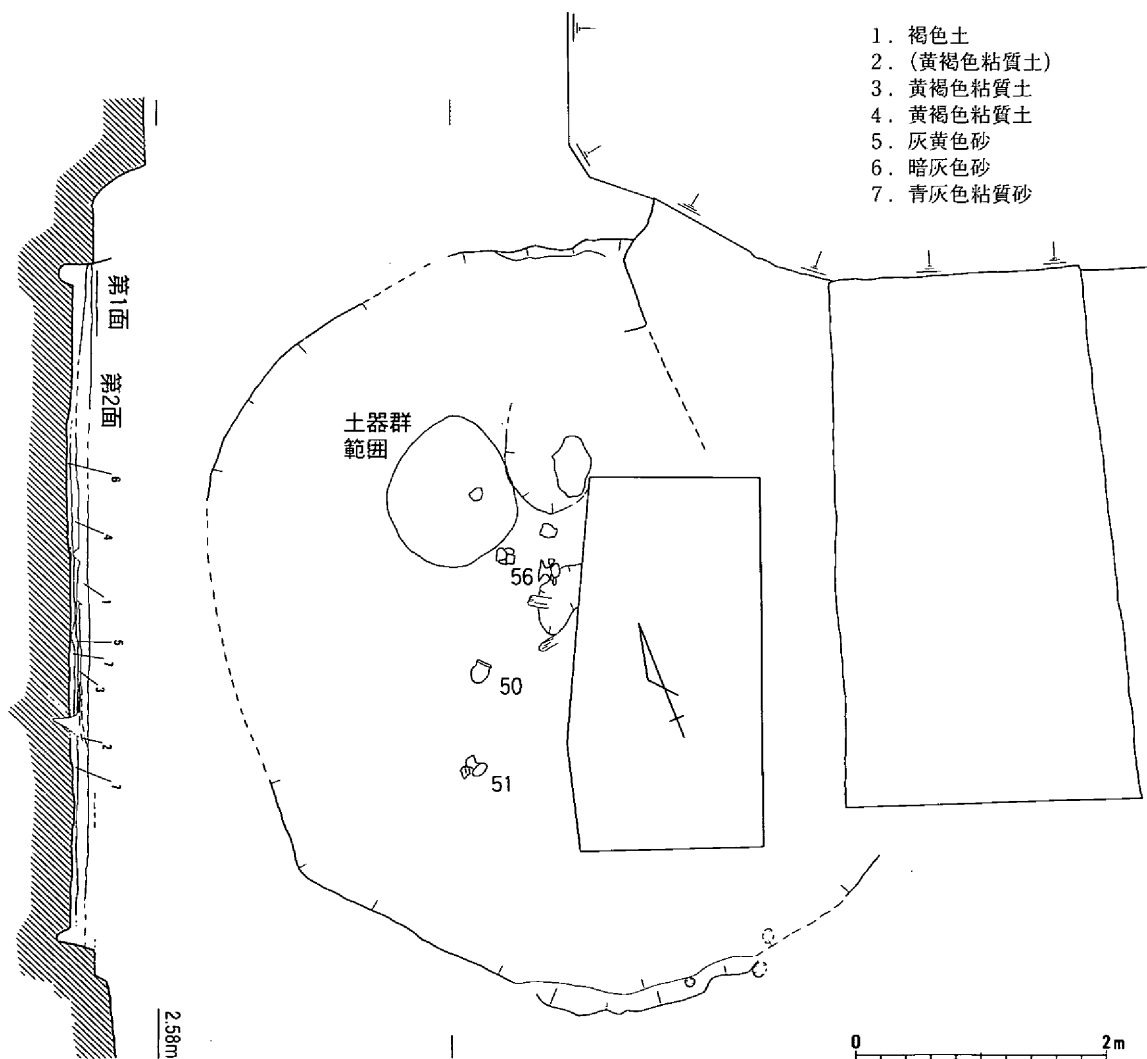 1. 褐色土
2. (黄褐色粘質土)
3. 黄褐色粘質土
4. 黄褐色粘質土
5. 灰黄色砂
6. 暗灰色砂
7. 青灰色粘質砂
第1面
第2面
土器群
範囲
6
4
1
5
7
3
2
7
56
50
51
2.58m
0
2m